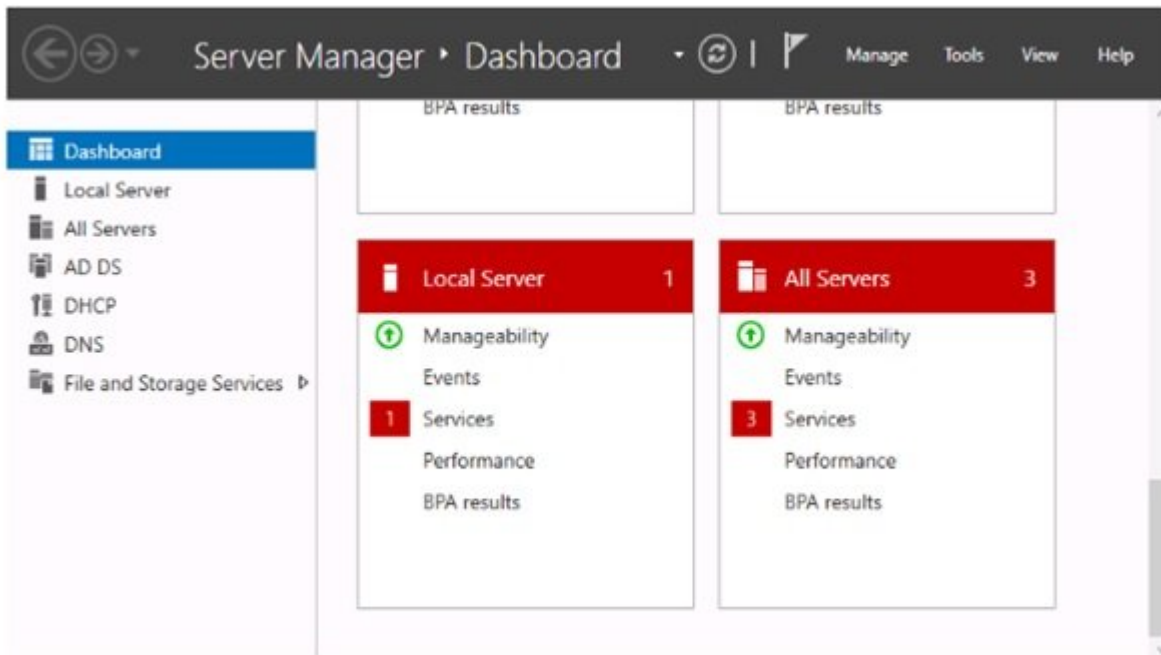 Server Manager ‣ Dashboard
Manage Tools View Help
Dashboard
Local Server
All Servers
AD DS
DHCP
DNS
File and Storage Services
BPA results
BPA results
Local Server 1
Manageability
Events
1 Services
Performance
BPA results
All Servers 3
Manageability
Events
3 Services
Performance
BPA results